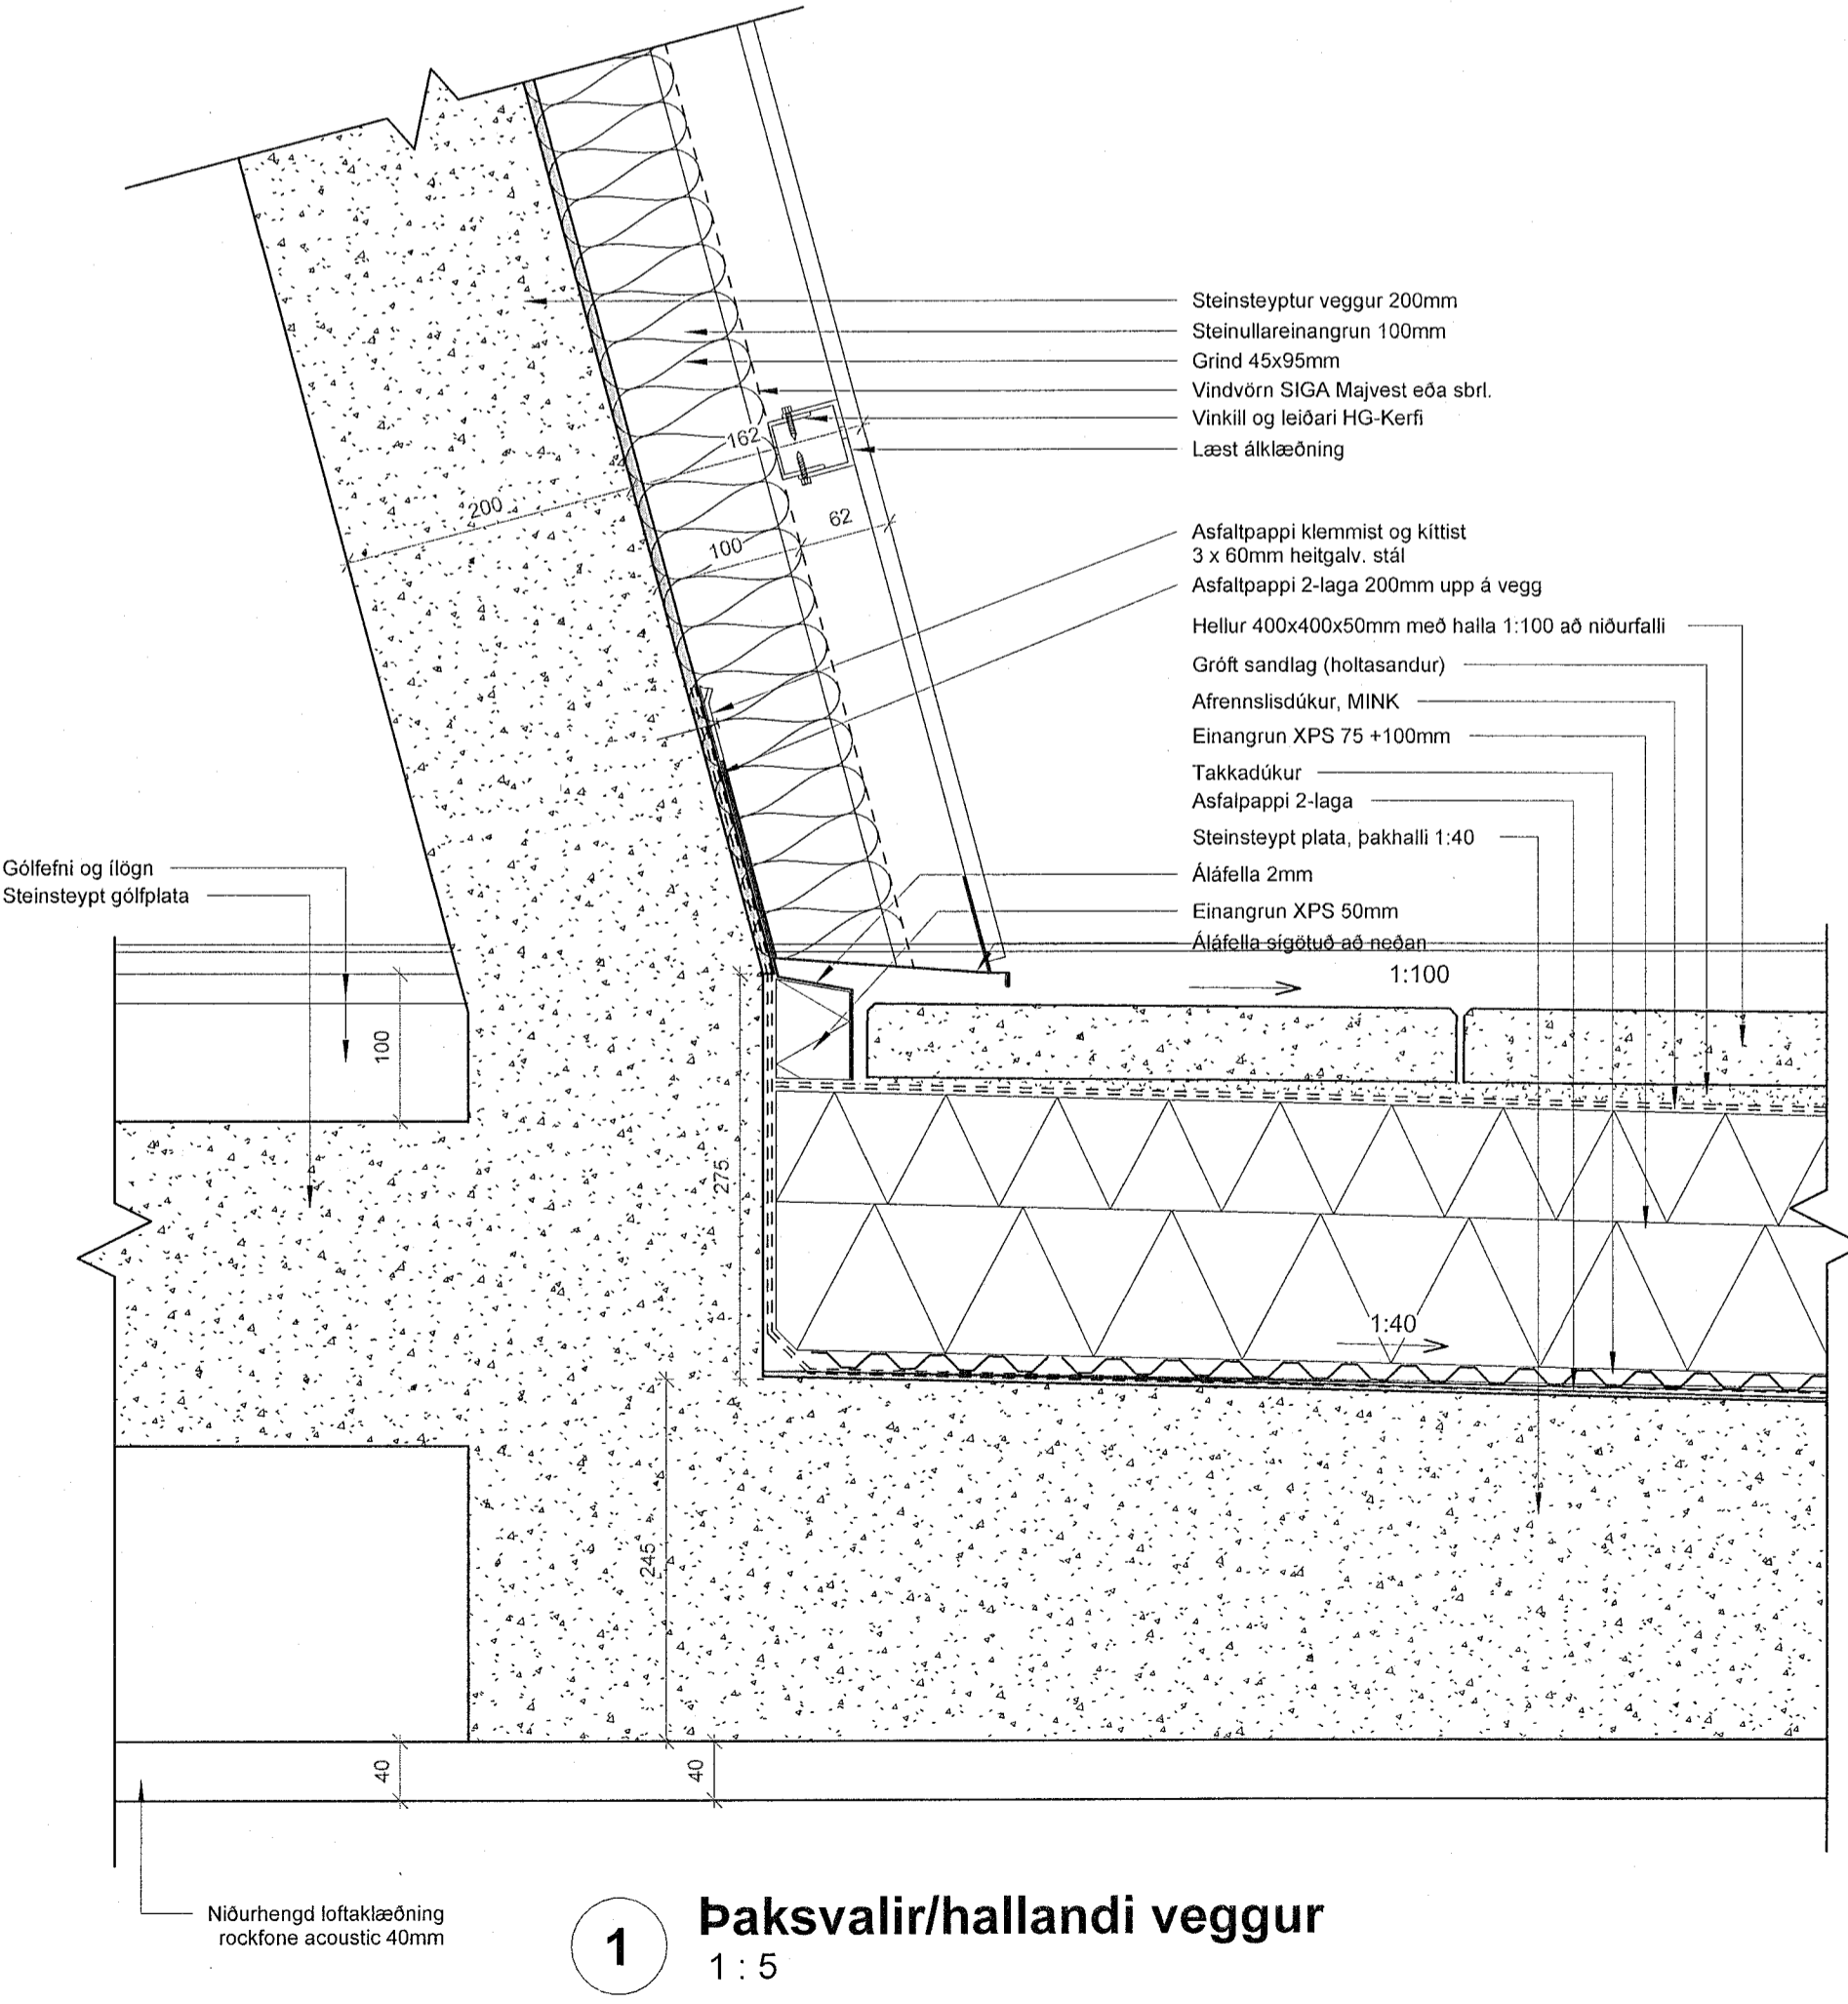 Steinsteyptur veggur 200mm
Steinullareinangrun 100mm
Grind 45x95mm
Vindvörn SIGA Majvest eða sbrl.
Vinkill og leiðari HG-Kerfi
Læst álklæðning
162
200
62
100
Asfaltpappi klemmist og kíttist
3 x 60mm heitgalv. stál
Asfaltpappi 2-laga 200mm upp á vegg
Hellur 400x400x50mm með halla 1:100 að niðurfalli
Gróft sandlag (holtasandur)
Afrennslisdúkur, MINK
Einangrun XPS 75 +100mm
Takkadúkur
Asfalpappi 2-laga
Steinsteypt plata, þakhalli 1:40
Áláfella 2mm
Einangrun XPS 50mm
Áláfella sígötuð að neðan
Gólfefni og ílögn
Steinsteypt gólfplata
1:100
100
275
1:40
245
40
40
Niðurhengd loftaklæðning
rockfone acoustic 40mm
1
Þaksvalir/hallandi veggur
1 : 5